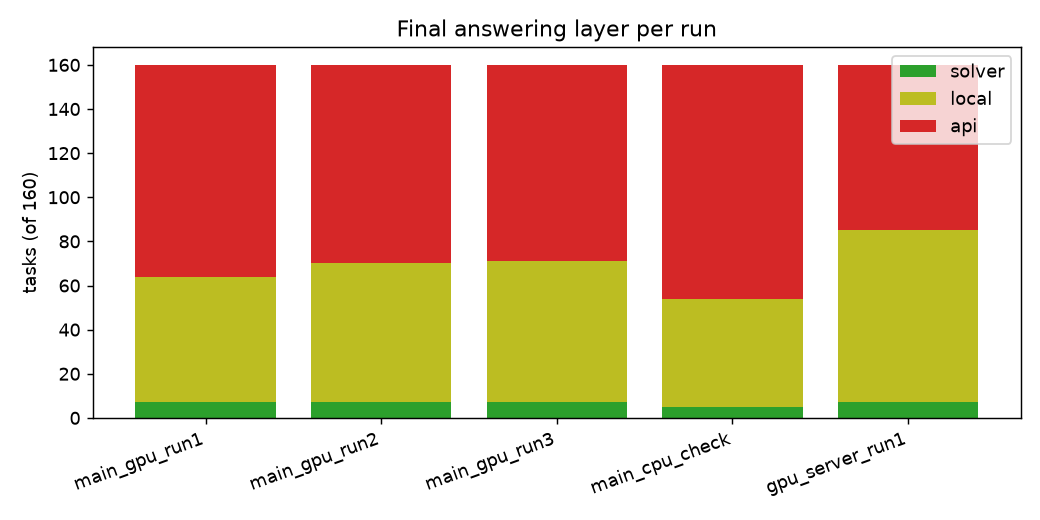 Final answering layer per run
tasks (of 160)
160
140
120
100
80
60
40
20
0
solver
local
api
main_gpu_run1
main_gpu_run2
main_gpu_run3
main_cpu_check
gpu_server_run1